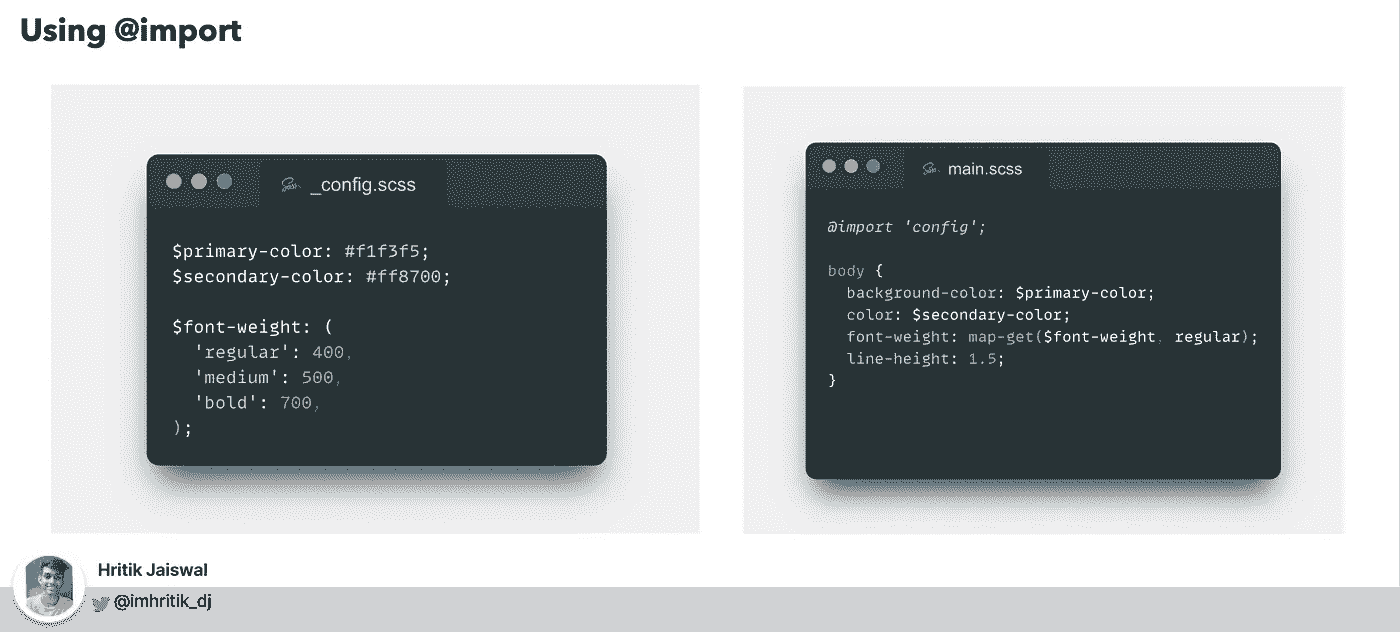 Using @import
_config.scss
$primary-color: #f1f3f5;
$secondary-color: #ff8700;
$font-weight: (
'regular': 400,
'medium': 500,
'bold': 700,
);
main.scss
@import 'config';
body {
background-color: $primary-color;
color: $secondary-color;
font-weight: map-get($font-weight, regular);
line-height: 1.5;
}
Hritik Jaiswal
@imhritik_dj